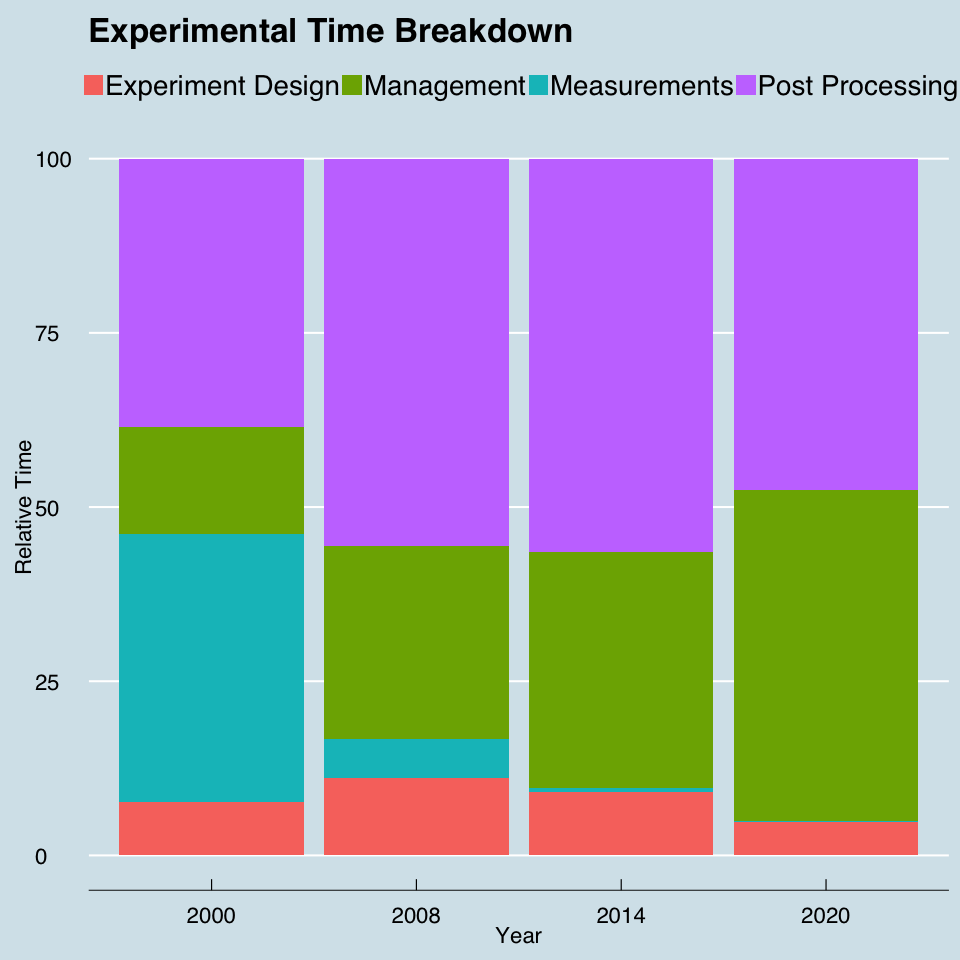 Experimental Time Breakdown
Experiment Design Management Measurements Post Processing
100
75
50
25
0
Relative Time
2000 2008 2014 2020
Year